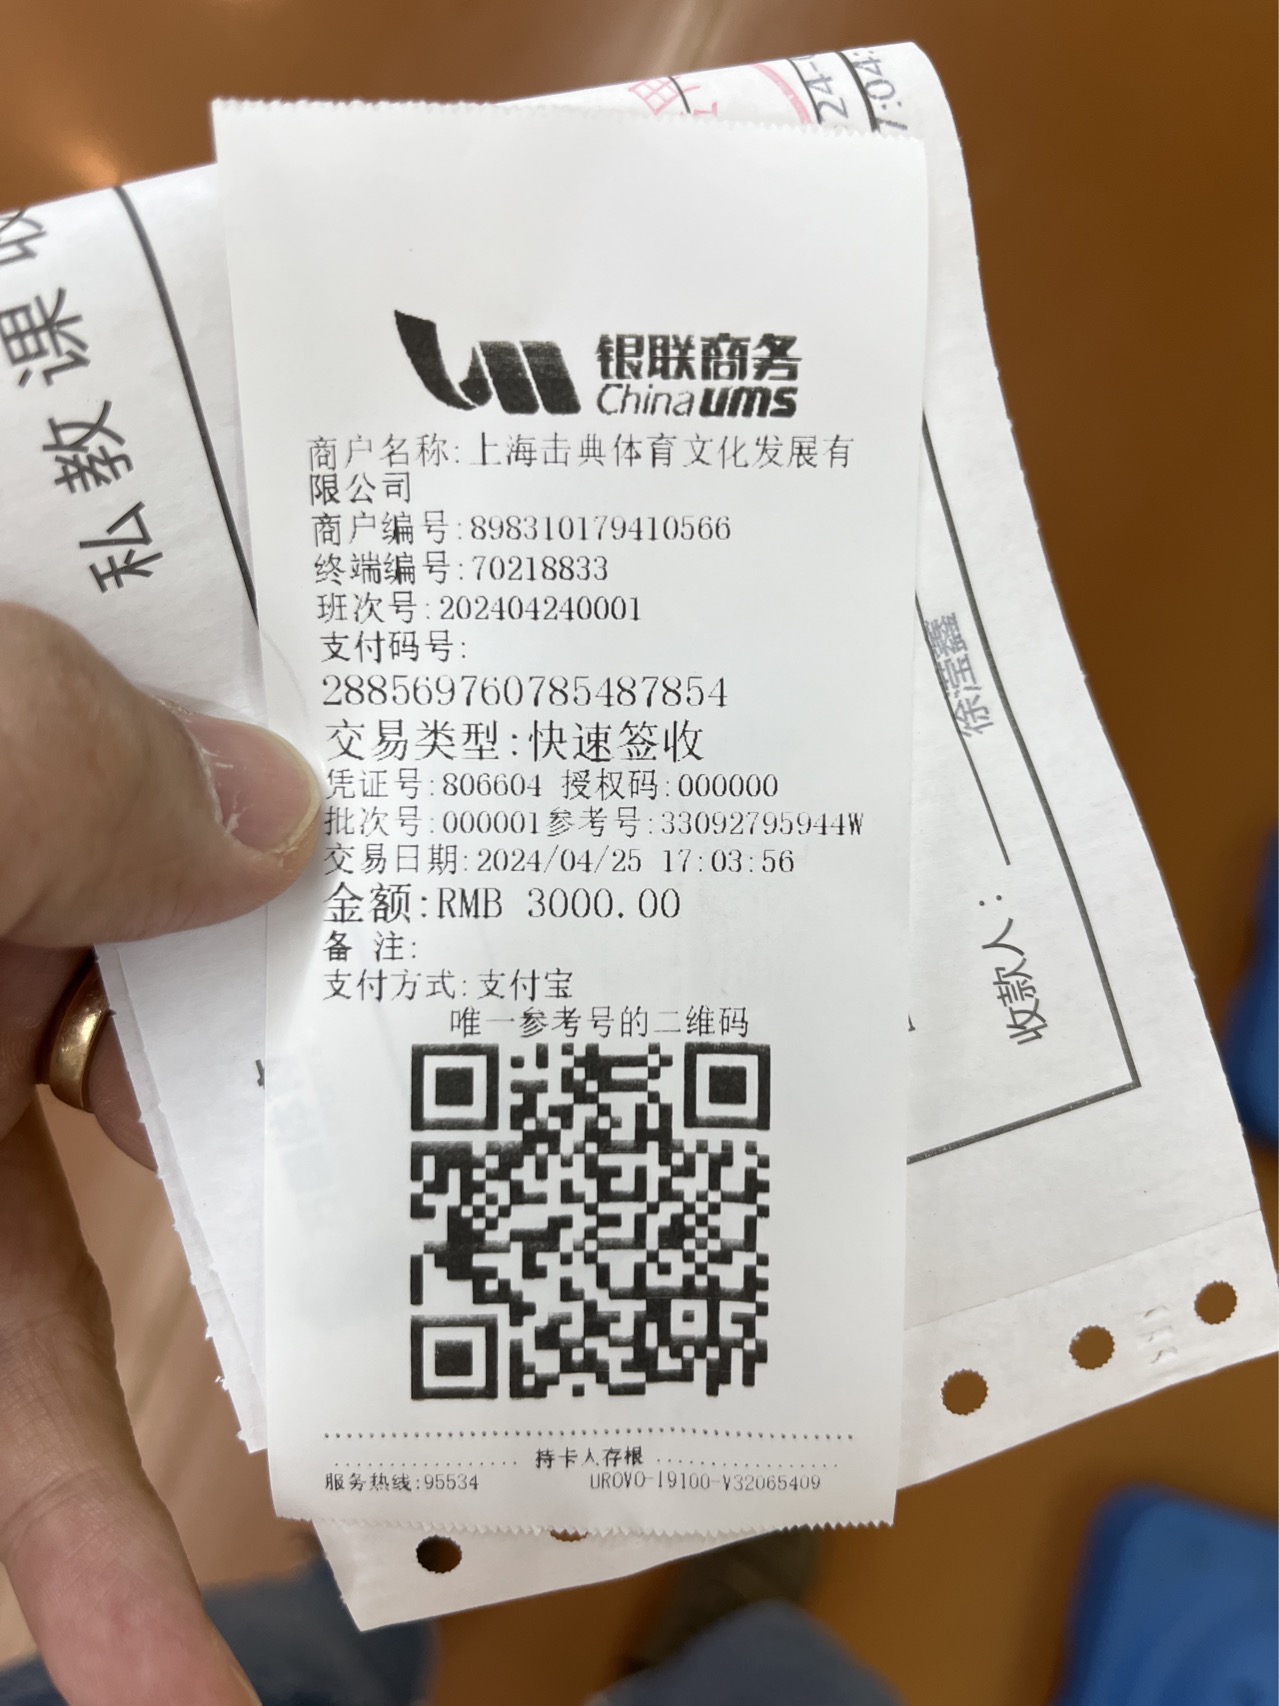 银联商务
Chinaums
商户名称:上海击典体育文化发展有
限公司
商户编号:898310179410566
终端编号:70218833
班次号:202404240001
支付码号:
288569760785487854
交易类型:快速签收
凭证号:806604 授权码:000000
批次号:000001参考号:33092795944W
交易日期:2024/04/25 17:03:56
金额:RMB 3000.00
备 注:
支付方式:支付宝
唯一参考号的二维码
持卡人存根
服务热线:95534 UROVO-I9100-V32065409
私教课收
24-
7:04:
收款人: